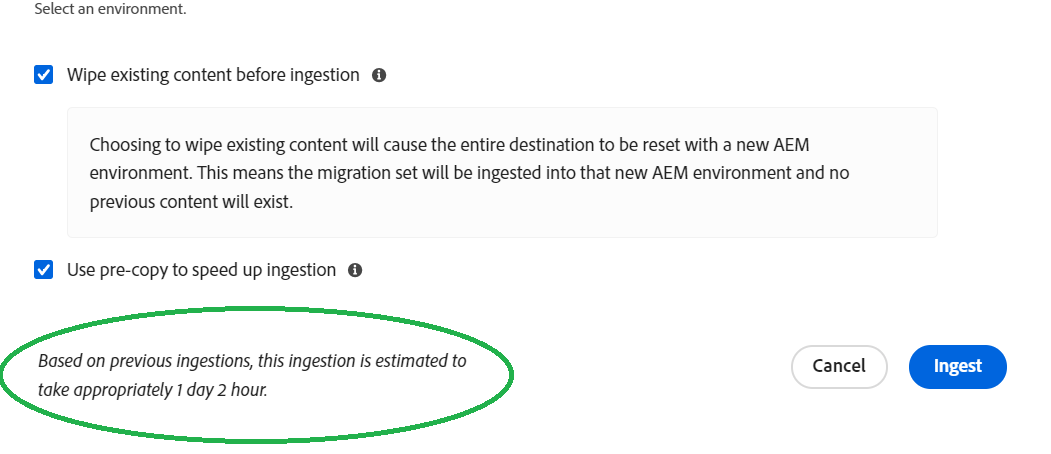 Select an environment.
Wipe existing content before ingestion
Choosing to wipe existing content will cause the entire destination to be reset with a new AEM
environment. This means the migration set will be ingested into that new AEM environment and no
previous content will exist.
Use pre-copy to speed up ingestion
Based on previous ingestions, this ingestion is estimated to
take appropriately 1 day 2 hour.
Cancel
Ingest